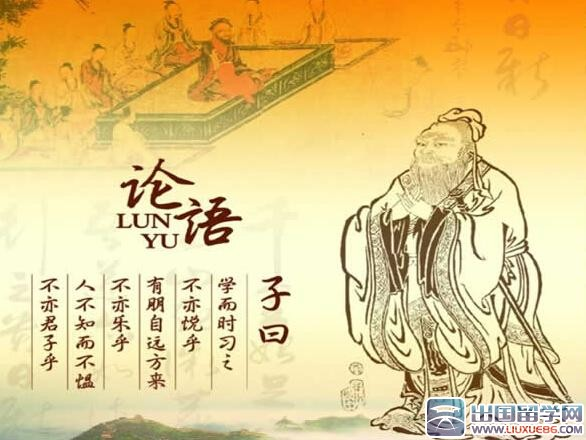 论語
LUN
YU
子曰
学而时习之
不亦悦乎
有朋自远方来
不亦乐乎
人不知而不愠
不亦君子乎
出国留学网
WWW.LIUXUE86.COM